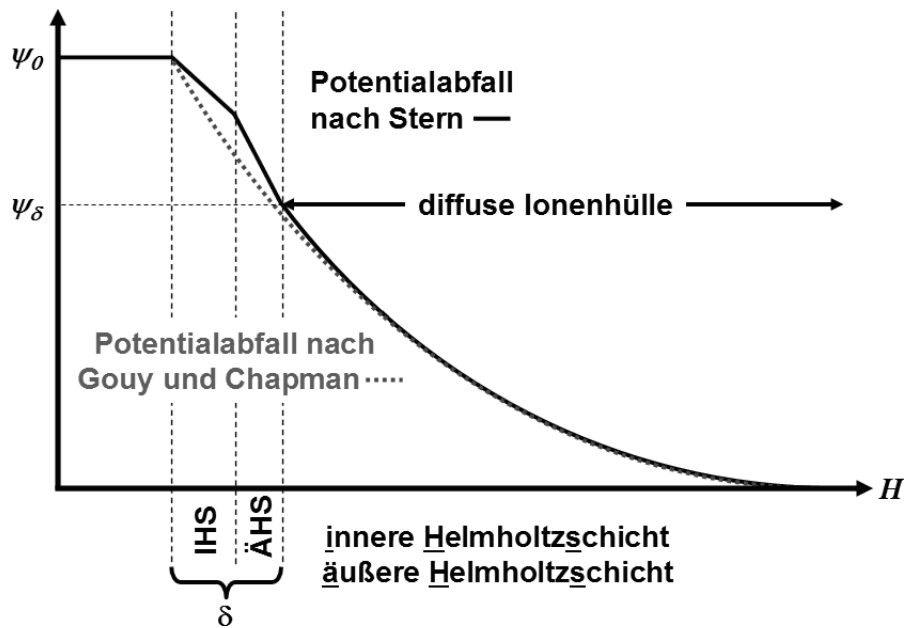 ψ0
Potentialabfall
nach Stern
ψδ
diffuse Ionenhülle
Potentialabfall nach
Gouy und Chapman
H
IHS
ÄHS
innere Helmholtzschicht
äußere Helmholtzschicht
δ